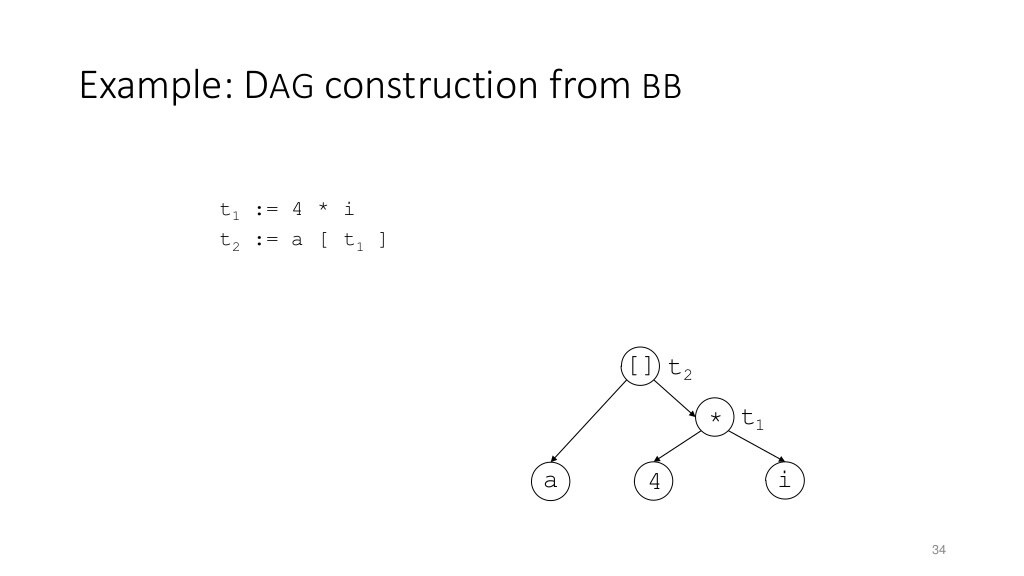 Example: DAG construction from BB
t1 := 4 * i
t2 := a [ t1 ]
[] t2
* t1
a 4 i
34